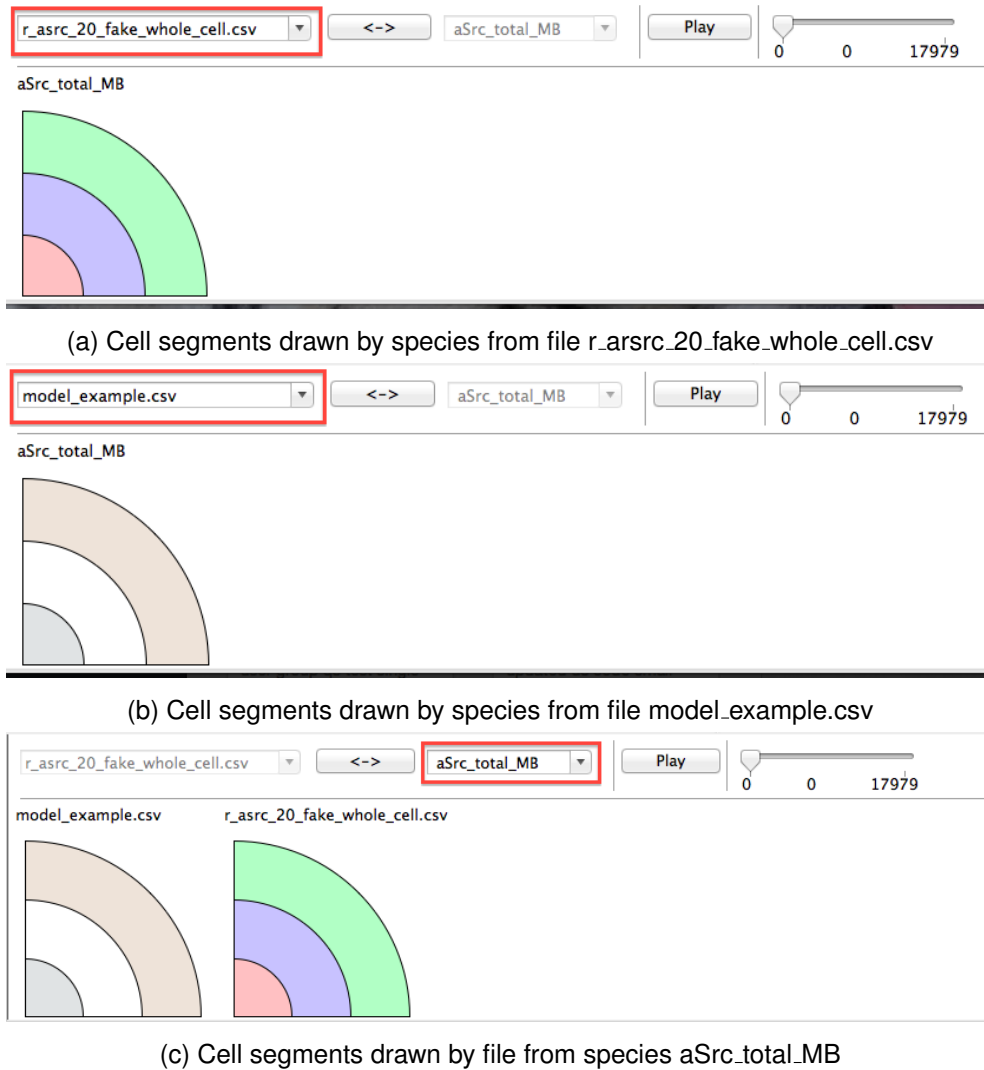 r_asrc_20_fake_whole_cell.csv <-> aSrc_total_MB Play
0 0 17979
aSrc_total_MB
(a) Cell segments drawn by species from file r_arsrc_20_fake_whole_cell.csv
model_example.csv <-> aSrc_total_MB Play
0 0 17979
aSrc_total_MB
(b) Cell segments drawn by species from file model_example.csv
r_asrc_20_fake_whole_cell.csv <-> aSrc_total_MB Play
0 0 17979
model_example.csv r_asrc_20_fake_whole_cell.csv
(c) Cell segments drawn by file from species aSrc_total_MB